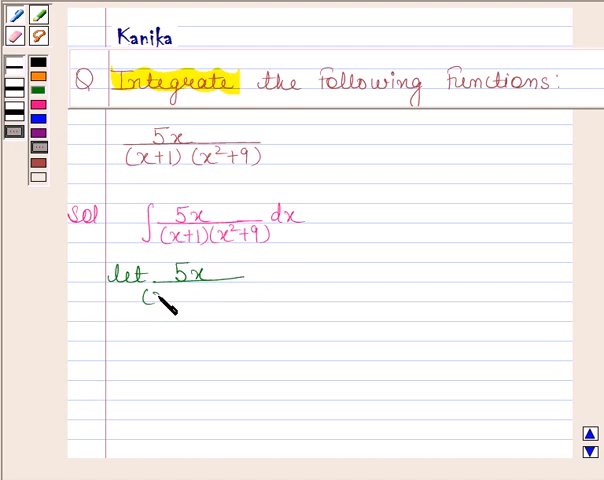 Kanika
Q Integrate the Following Functions:
5x
(x+1) (x²+9)
Sol ∫ 5x dx
(x+1)(x²+9)
let 5x
(